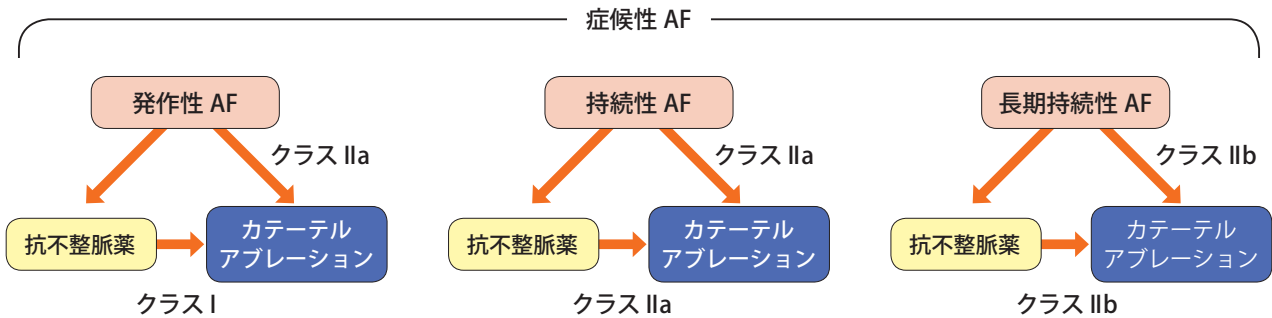 症候性 AF
発作性 AF
持続性 AF
長期持続性 AF
クラス IIa
クラス IIa
クラス IIb
抗不整脈薬
カテーテル
アブレーション
抗不整脈薬
カテーテル
アブレーション
抗不整脈薬
カテーテル
アブレーション
クラス I
クラス IIa
クラス IIb